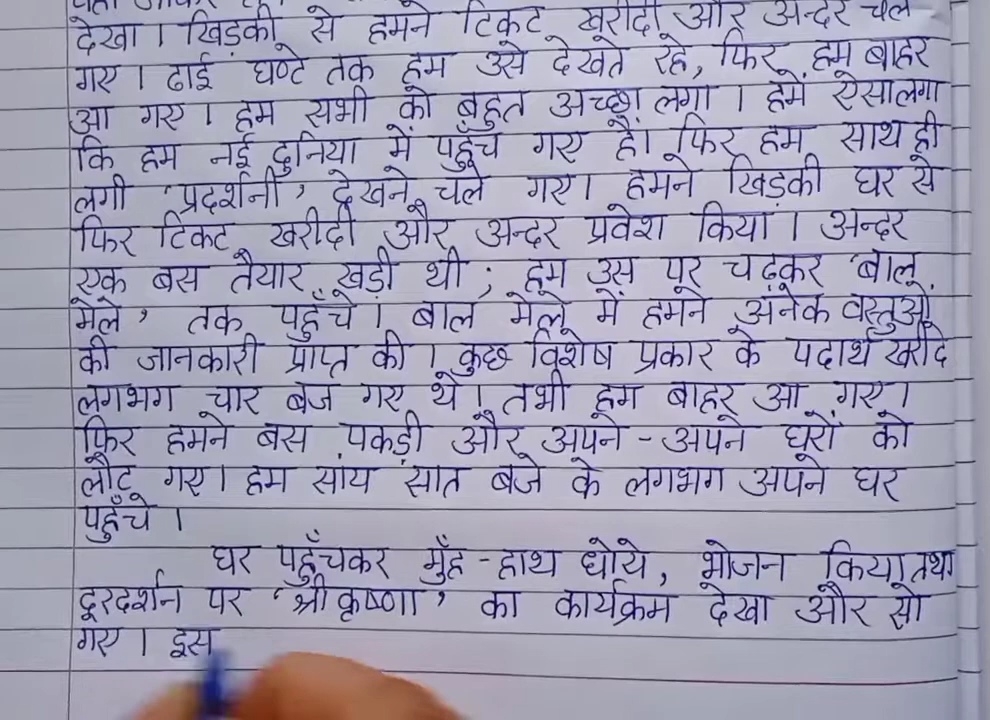 देखा । खिड़की से हमने टिकट खरीदी और अन्दर चले
गए । ढाई घण्टे तक हम उसे देखते रहे, फिर हम बाहर
आ गए । हम सभी को बहुत अच्छा लगा । हमें ऐसा लगा
कि हम नई दुनिया में पहुँच गए हैं। फिर हम साथ ही
लगी 'प्रदर्शनी' देखने चले गए। हमने खिड़की घर से
फिर टिकट खरीदी और अन्दर प्रवेश किया । अन्दर
एक बस तैयार खड़ी थी ; हम उस पर चढ़कर 'बाल
मेले' तक पहुँचे । बाल मेले में हमने अनेक वस्तुओं
की जानकारी प्राप्त की । कुछ विशेष प्रकार के पदार्थ खरीदे
लगभग चार बज गए थे । तभी हम बाहर आ गए ।
फिर हमने बस पकड़ी और अपने - अपने घरों को
लौट गए । हम सांय सात बजे के लगभग अपने घर
पहुँचे ।
घर पहुँचकर मुँह - हाथ धोये, भोजन किया तथा
दूरदर्शन पर 'श्री कृष्णा' का कार्यक्रम देखा और सो
गए । इस